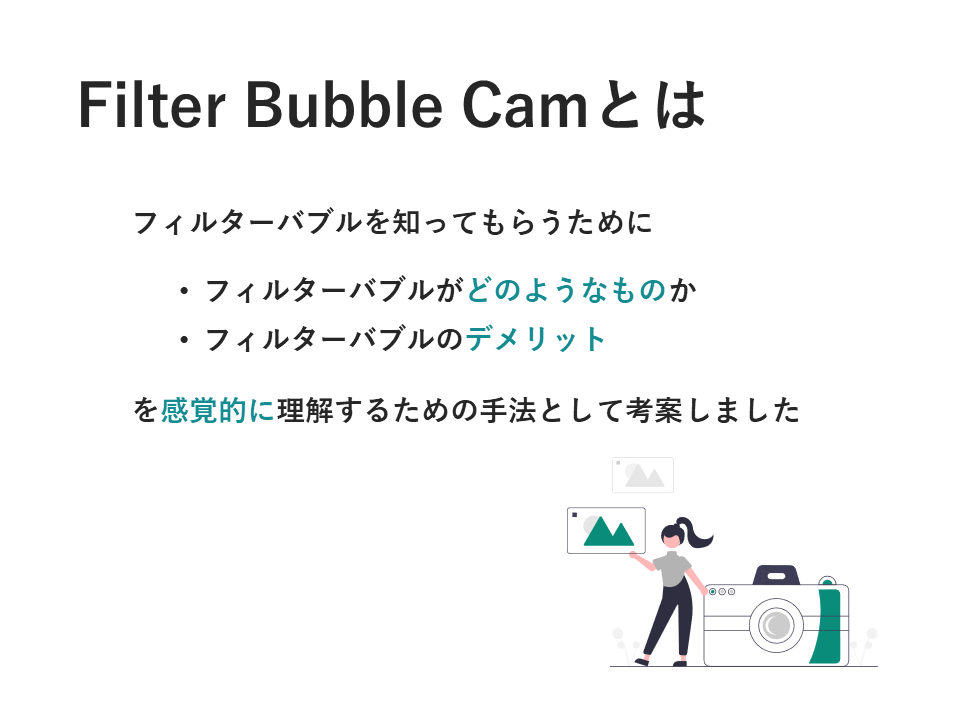 Filter Bubble Camとは
フィルターバブルを知ってもらうために
• フィルターバブルがどのようなものか
• フィルターバブルのデメリット
を感覚的に理解するための手法として考案しました